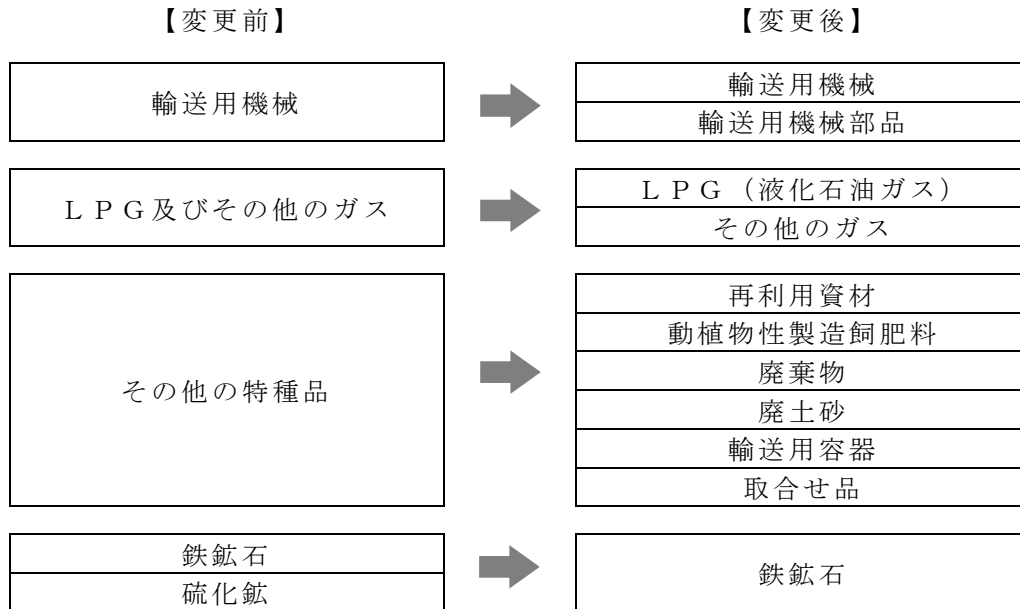 【変更前】 【変更後】
輸送用機械
輸送用機械
輸送用機械部品
ＬＰＧ及びその他のガス
ＬＰＧ（液化石油ガス）
その他のガス
その他の特種品
再利用資材
動植物性製造飼肥料
廃棄物
廃土砂
輸送用容器
取合せ品
鉄鉱石
硫化鉱
鉄鉱石